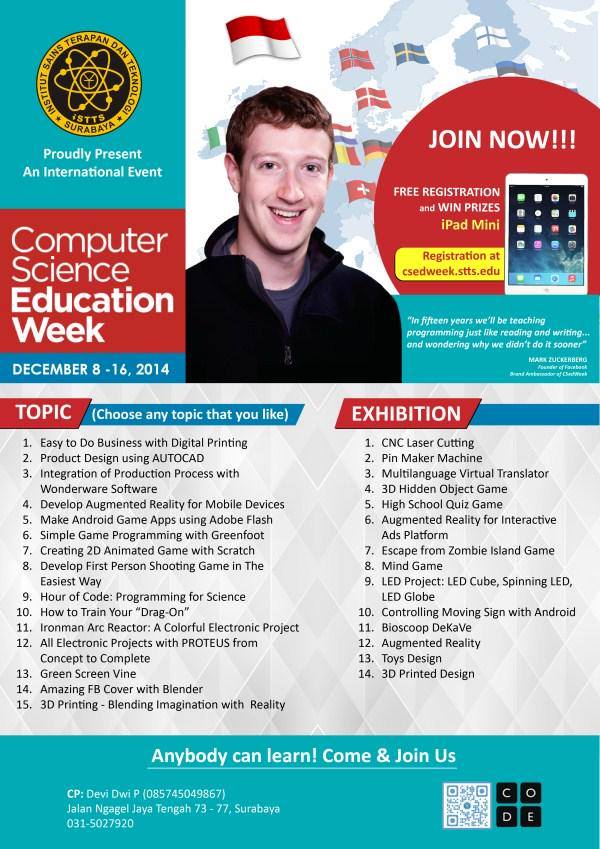 INSTITUT SAINS TERAPAN DAN TEKNOLOGI
iSTTS
SURABAYA
Proudly Present
An International Event
Computer
Science
Education
Week
DECEMBER 8 -16, 2014
JOIN NOW!!!
FREE REGISTRATION
and WIN PRIZES
iPad Mini
Registration at
csedweek.stts.edu
"In fifteen years we'll be teaching
programming just like reading and writing...
and wondering why we didn't do it sooner"
MARK ZUCKERBERG
Founder of Facebook
Brand Ambassador of CSedWeek
TOPIC (Choose any topic that you like)
1. Easy to Do Business with Digital Printing
2. Product Design using AUTOCAD
3. Integration of Production Process with
Wonderware Software
4. Develop Augmented Reality for Mobile Devices
5. Make Android Game Apps using Adobe Flash
6. Simple Game Programming with Greenfoot
7. Creating 2D Animated Game with Scratch
8. Develop First Person Shooting Game in The
Easiest Way
9. Hour of Code: Programming for Science
10. How to Train Your "Drag-On"
11. Ironman Arc Reactor: A Colorful Electronic Project
12. All Electronic Projects with PROTEUS from
Concept to Complete
13. Green Screen Vine
14. Amazing FB Cover with Blender
15. 3D Printing - Blending Imagination with Reality
EXHIBITION
1. CNC Laser Cutting
2. Pin Maker Machine
3. Multilanguage Virtual Translator
4. 3D Hidden Object Game
5. High School Quiz Game
6. Augmented Reality for Interactive
Ads Platform
7. Escape from Zombie Island Game
8. Mind Game
9. LED Project: LED Cube, Spinning LED,
LED Globe
10. Controlling Moving Sign with Android
11. Bioscoop DeKaVe
12. Augmented Reality
13. Toys Design
14. 3D Printed Design
Anybody can learn! Come & Join Us
CP: Devi Dwi P (085745049867)
Jalan Ngagel Jaya Tengah 73 - 77, Surabaya
031-5027920
C O
D E